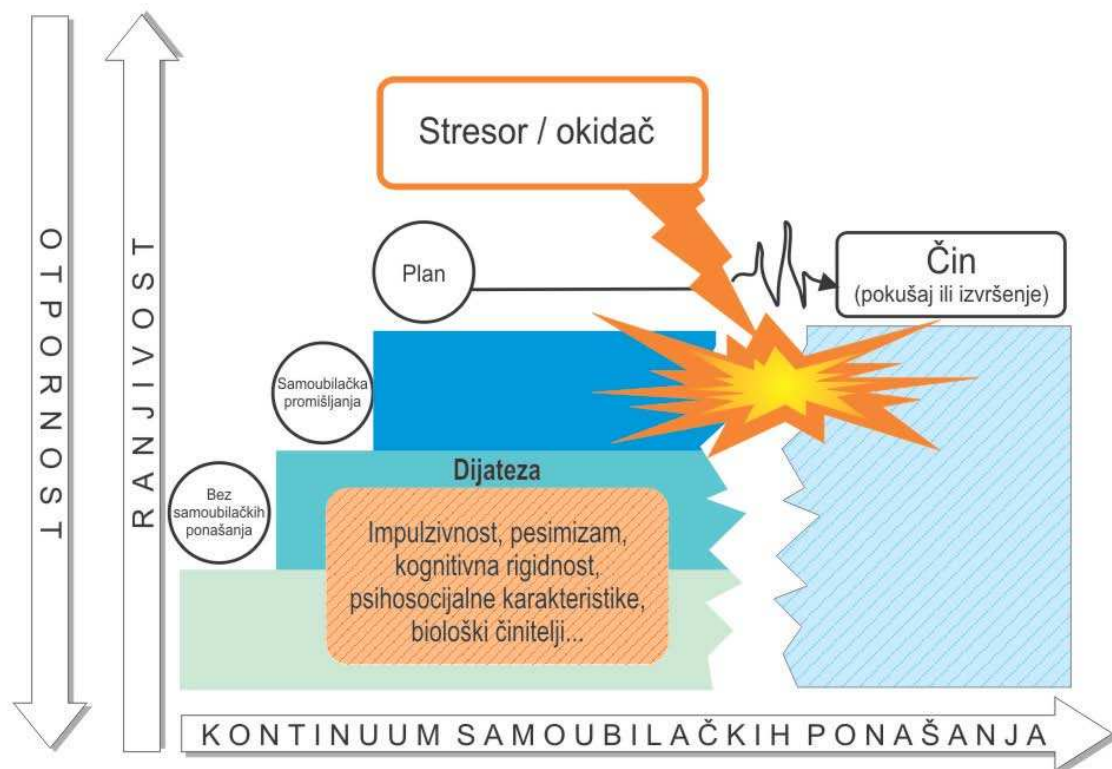 OTPORNOST
RANJIVOST
Stresor / okidač
Plan
Čin
(pokušaj ili izvršenje)
Samoubilačka
promišljanja
Bez
samoubilačkih
ponašanja
Dijateza
Impulzivnost, pesimizam,
kognitivna rigidnost,
psihosocijalne karakteristike,
biološki činitelji...
KONTINUUM SAMOUBILAČKIH PONAŠANJA